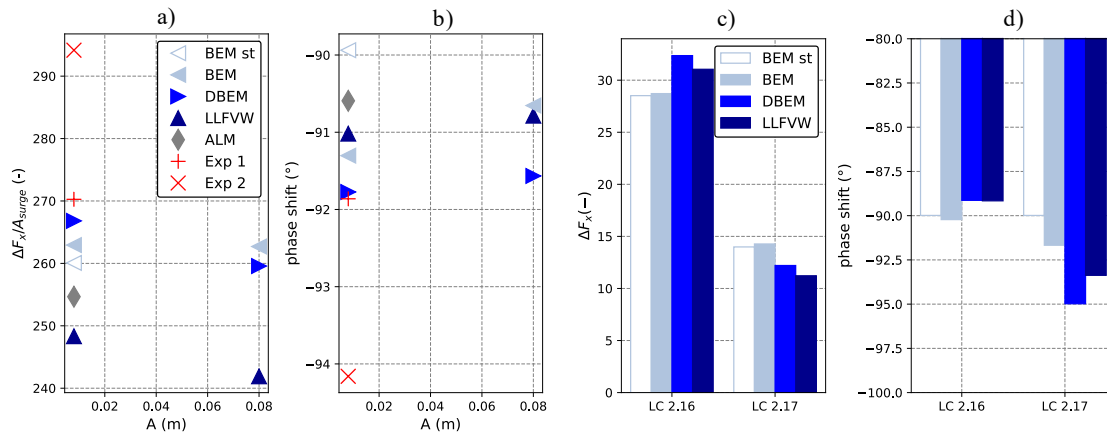 a)
ΔF_x/A_surge (-)
290
280
270
260
250
240
0.02 0.04 0.06 0.08
A (m)
BEM st
BEM
DBEM
LLFVW
ALM
Exp 1
Exp 2
b)
phase shift (°)
−90
−91
−92
−93
−94
0.02 0.04 0.06 0.08
A (m)
c)
ΔF_x(−)
30
25
20
15
10
5
0
LC 2.16 LC 2.17
BEM st
BEM
DBEM
LLFVW
d)
phase shift (°)
−80.0
−82.5
−85.0
−87.5
−90.0
−92.5
−95.0
−97.5
−100.0
LC 2.16 LC 2.17